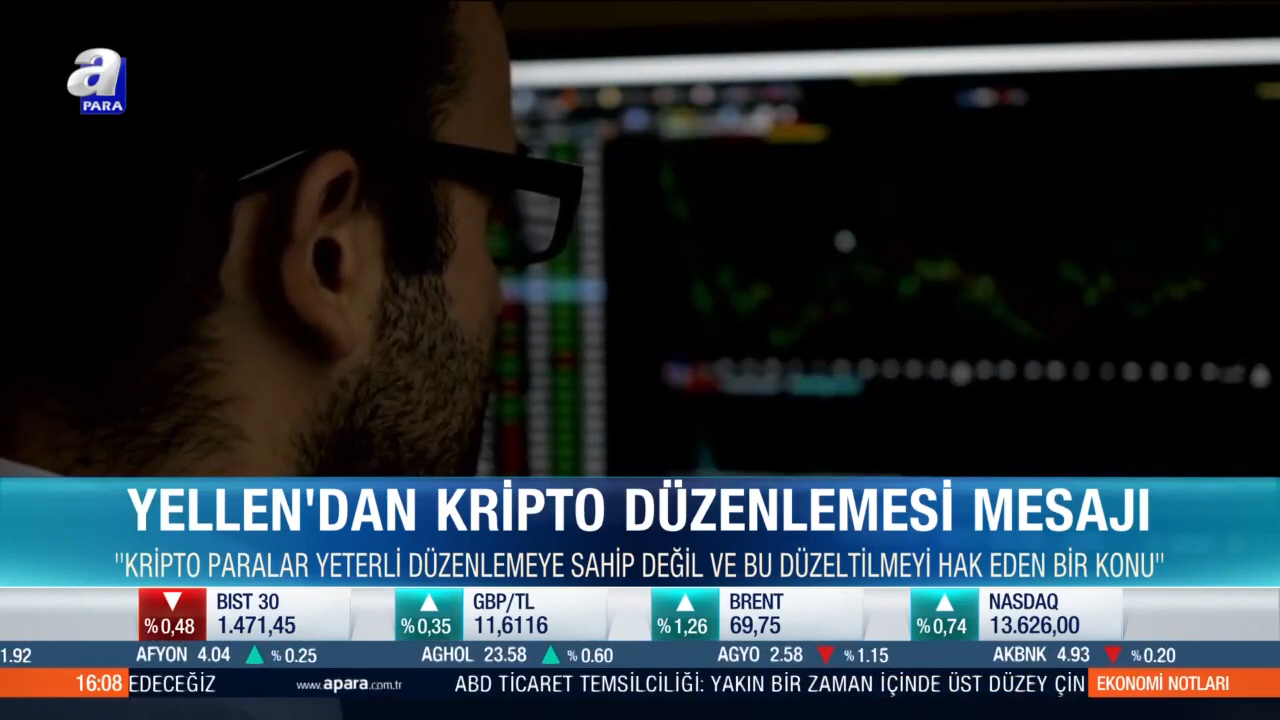 a
PARA
YELLEN'DAN KRİPTO DÜZENLEMESİ MESAJI
"KRİPTO PARALAR YETERLİ DÜZENLEMEYE SAHİP DEĞİL VE BU DÜZELTİLMEYİ HAK EDEN BİR KONU"
%0,48 BIST 30 1.471,45
%0,35 GBP/TL 11,6116
%1,26 BRENT 69,75
%0,74 NASDAQ 13.626,00
1.92 AFYON 4.04 %0.25 AGHOL 23.58 %0.60 AGYO 2.58 %1.15 AKBNK 4.93 %0.20
16:08 EDECEĞİZ www.apara.com.tr ABD TİCARET TEMSİLCİLİĞİ: YAKIN BİR ZAMAN İÇİNDE ÜST DÜZEY ÇİN EKONOMİ NOTLARI